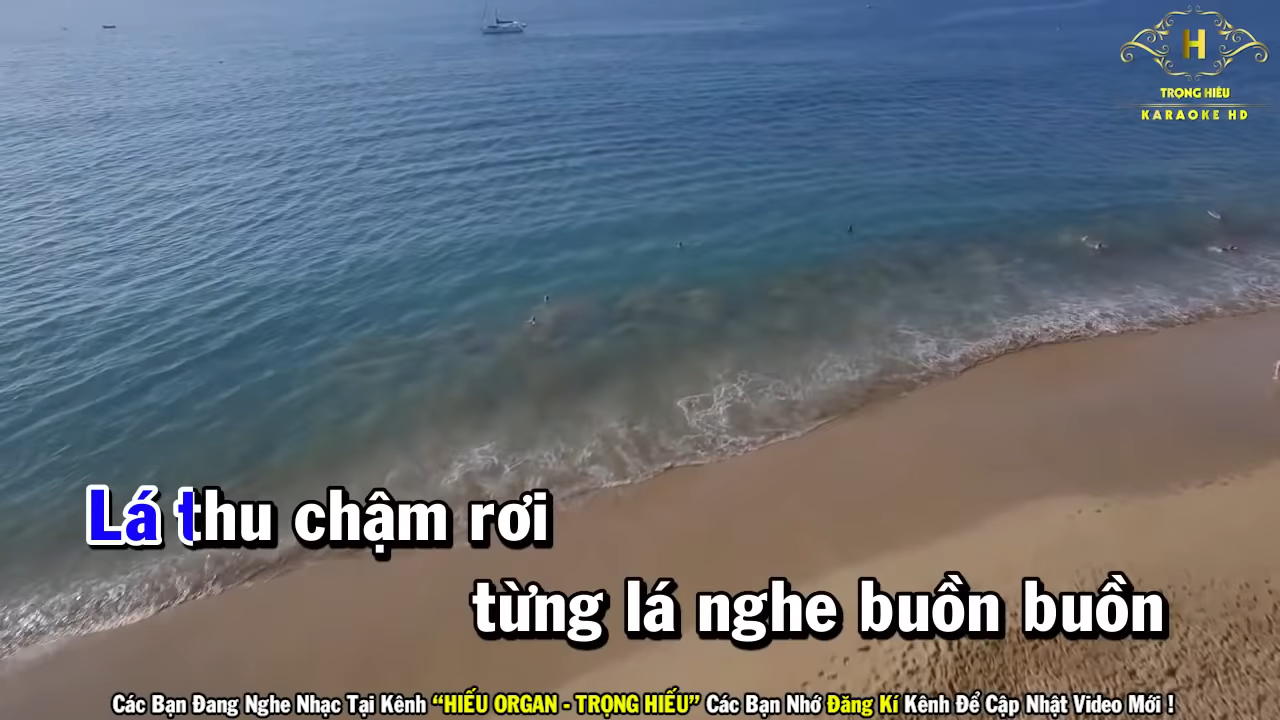 H
TRỌNG HIẾU
KARAOKE HD
Lá thu chậm rơi
từng lá nghe buồn buồn
Các Bạn Đang Nghe Nhạc Tại Kênh “HIẾU ORGAN - TRỌNG HIẾU” Các Bạn Nhớ Đăng Kí Kênh Để Cập Nhật Video Mới !